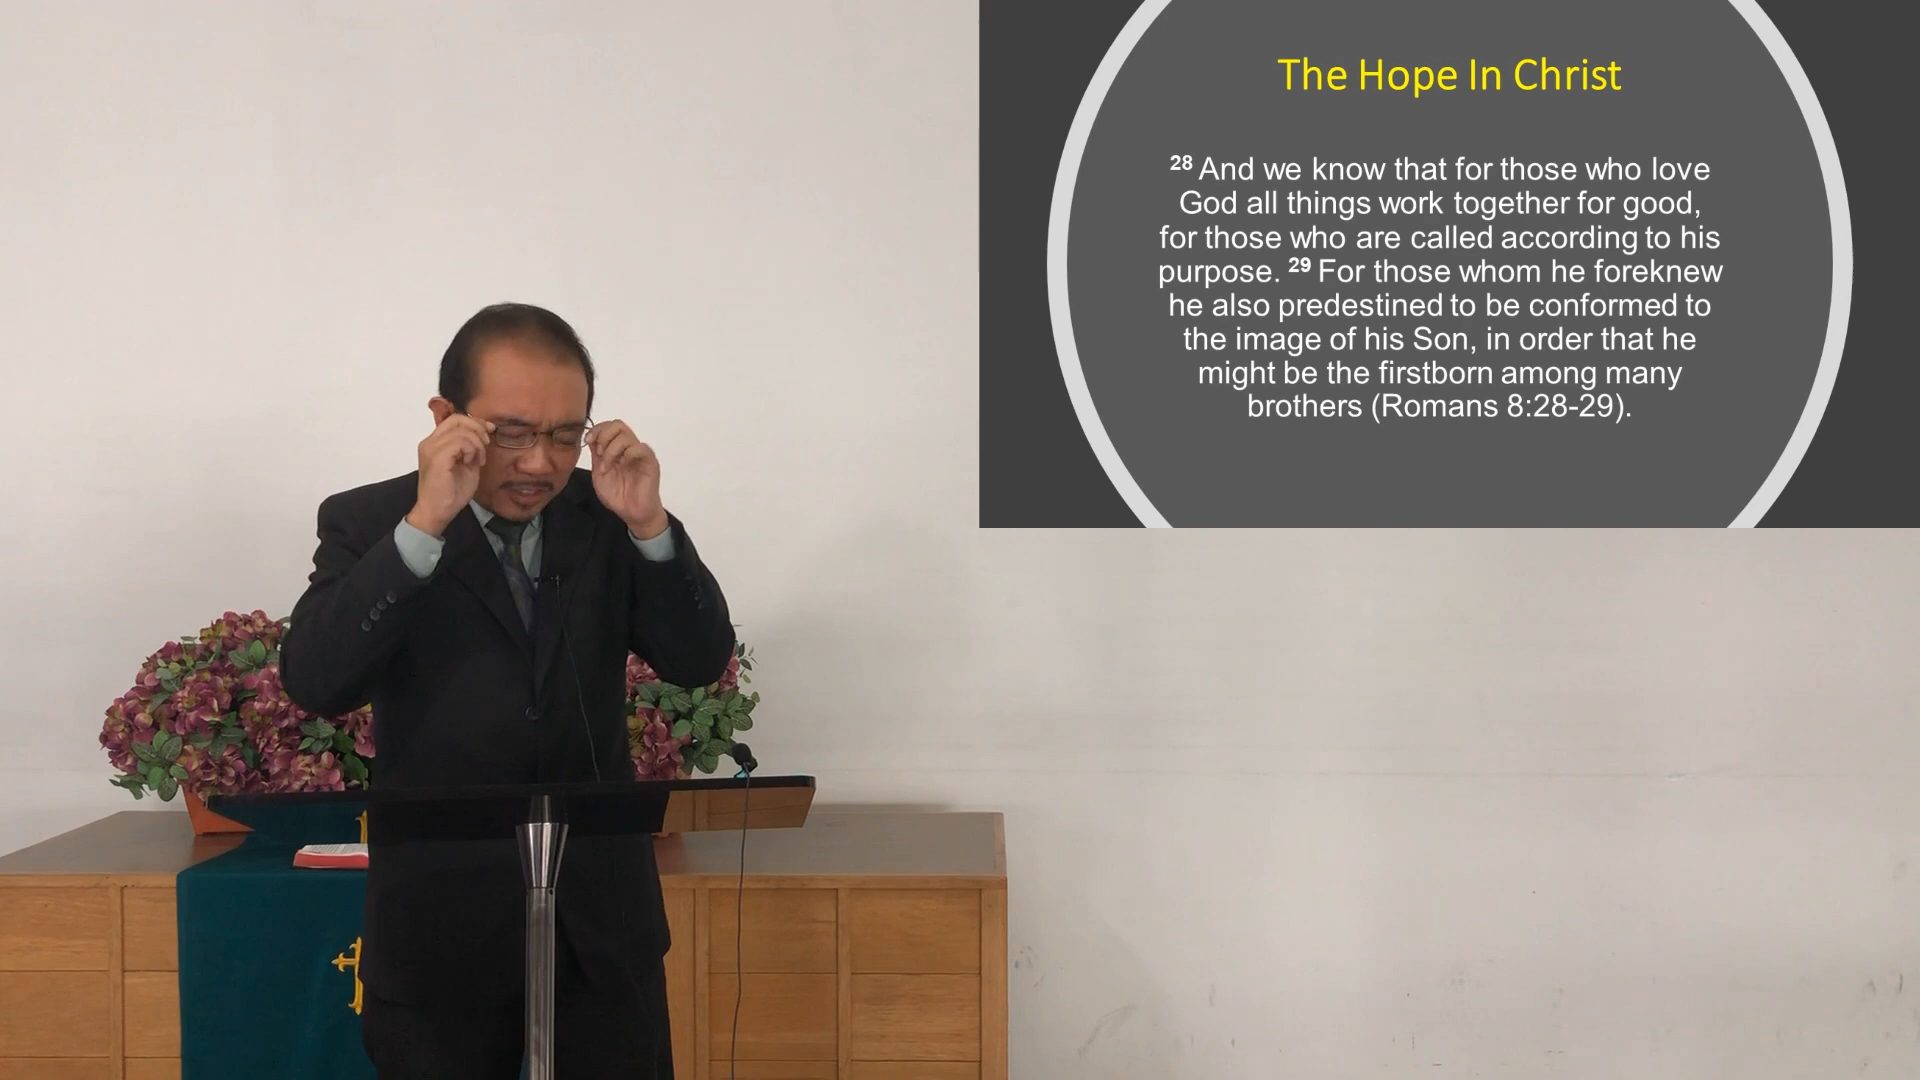 The Hope In Christ
28 And we know that for those who love
God all things work together for good,
for those who are called according to his
purpose. 29 For those whom he foreknew
he also predestined to be conformed to
the image of his Son, in order that he
might be the firstborn among many
brothers (Romans 8:28-29).